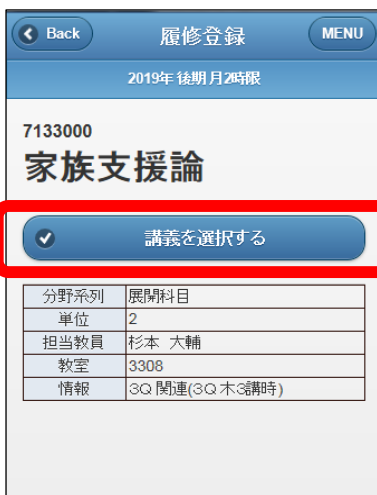 Back 履修登録 MENU
2019年 後期 月2時限
7133000
家族支援論
講義を選択する
分野系列 展開科目
単位 2
担当教員 杉本 大輔
教室 3308
情報 3Q 関連(3Q 木3講時)